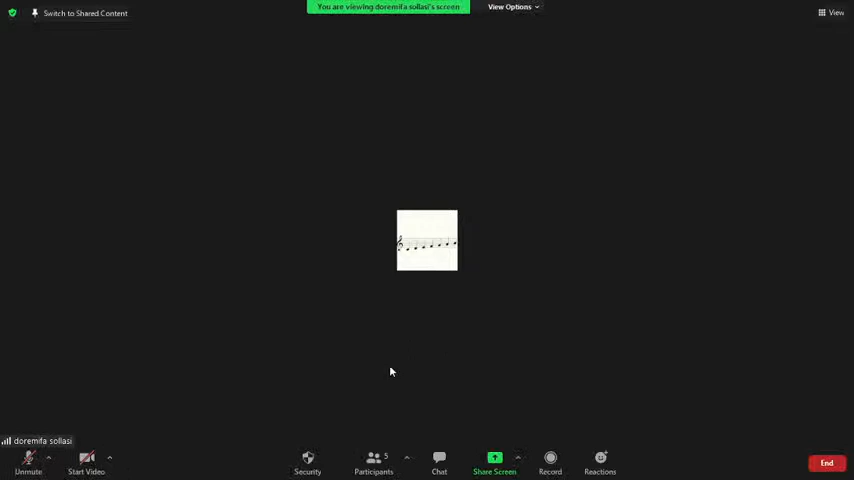 Switch to Shared Content
You are viewing doremifa sollasi's screen
View Options
View
doremifa sollasi
Unmute
Start Video
Security
Participants
5
Chat
Share Screen
Record
Reactions
End